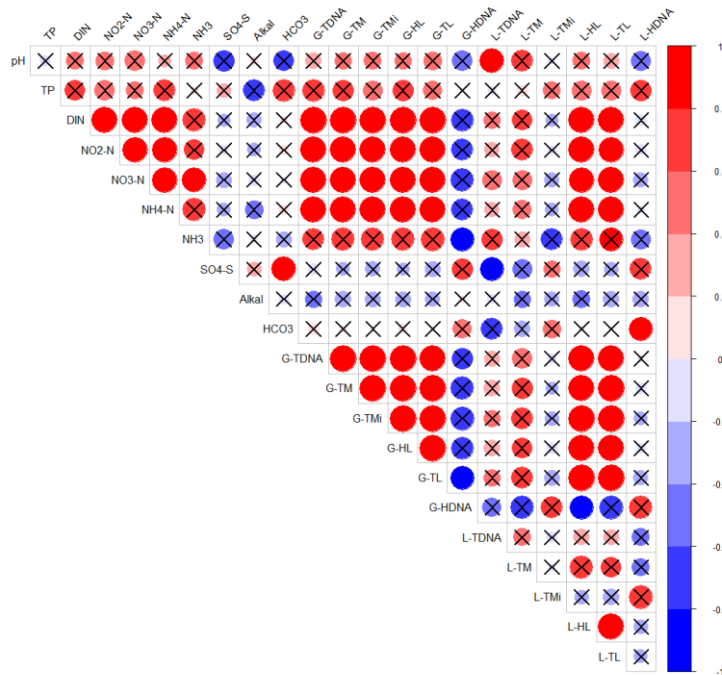 TP DIN NO2-N NO3-N NH4-N NH3 SO4-S Alkal HCO3 G-TDNA G-TM G-TMi G-HL G-TL G-HDNA L-TDNA L-TM L-TMi L-HL L-TL L-HDNA
pH
TP
DIN
NO2-N
NO3-N
NH4-N
NH3
SO4-S
Alkal
HCO3
G-TDNA
G-TM
G-TMi
G-HL
G-TL
G-HDNA
L-TDNA
L-TM
L-TMi
L-HL
L-TL
1
0